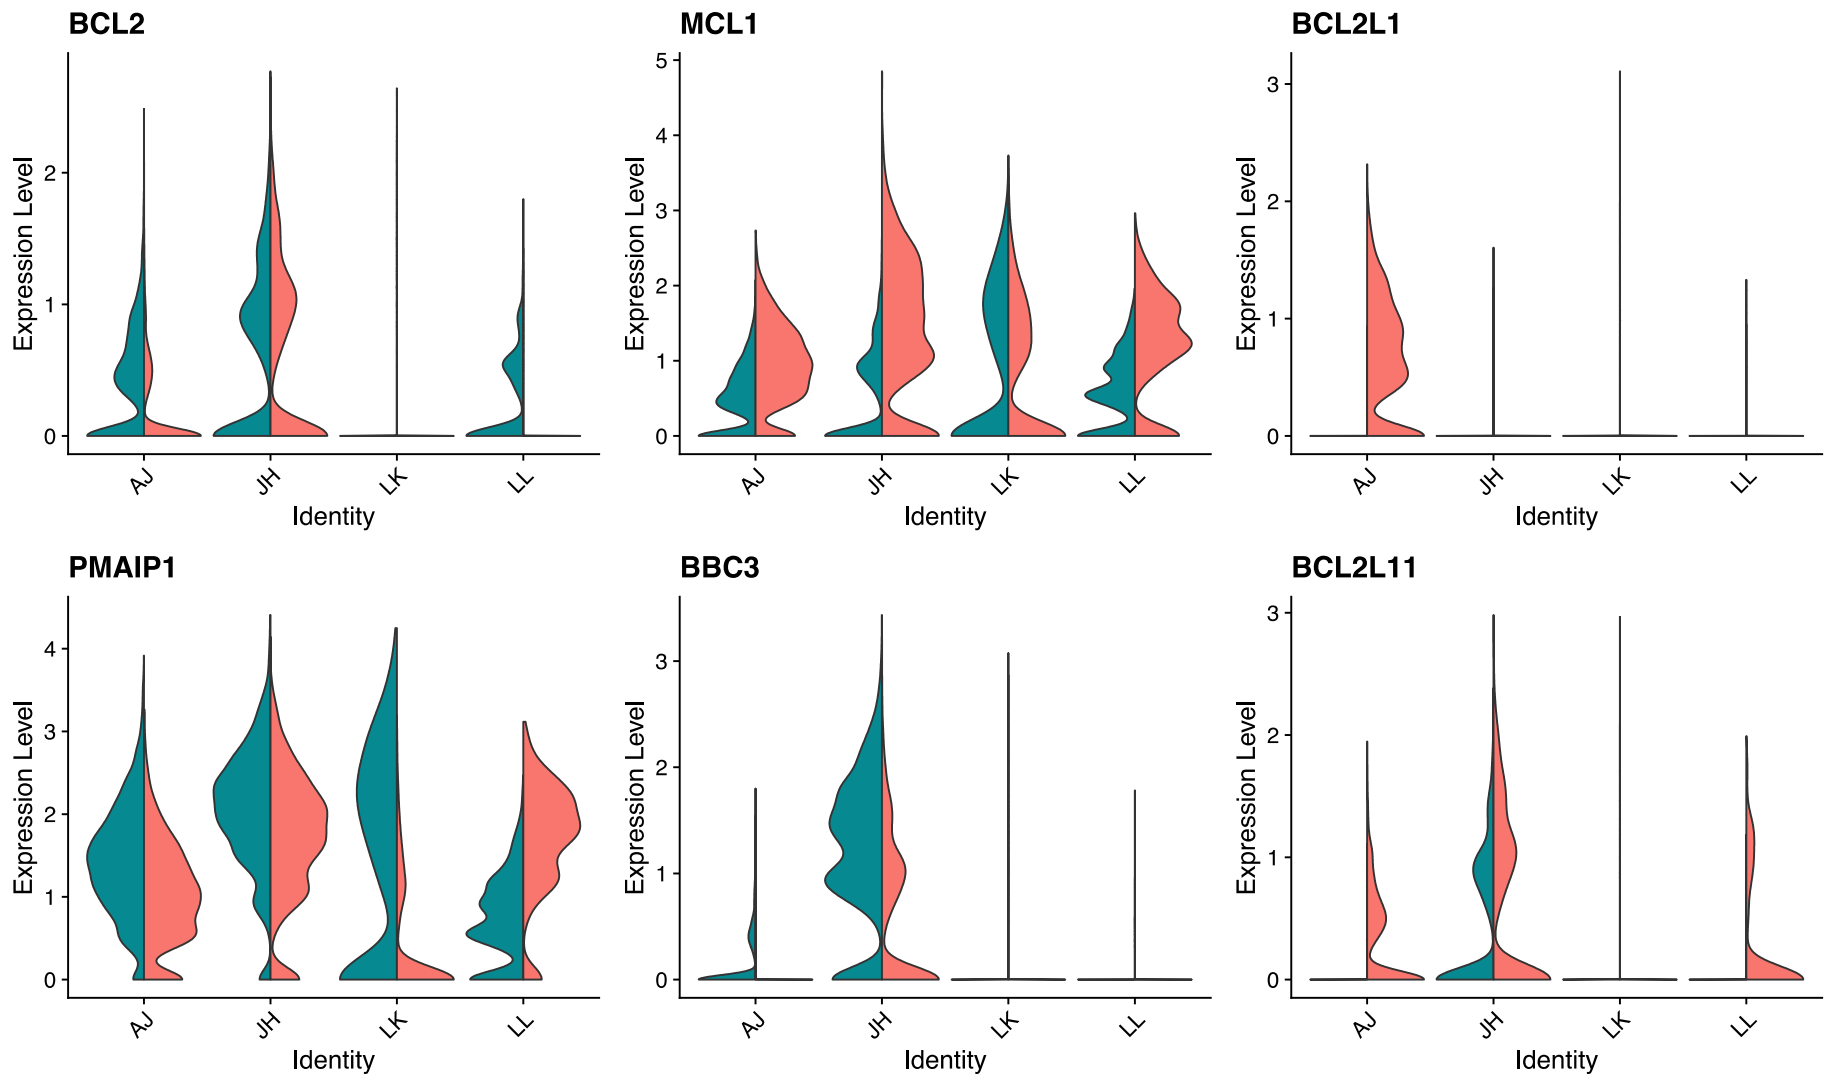 BCL2
MCL1
BCL2L1
Expression Level
0
1
2
AJ
JH
LK
LL
Identity
Expression Level
0
1
2
3
4
5
AJ
JH
LK
LL
Identity
Expression Level
0
1
2
3
AJ
JH
LK
LL
Identity
PMAIP1
BBC3
BCL2L11
Expression Level
0
1
2
3
4
AJ
JH
LK
LL
Identity
Expression Level
0
1
2
3
AJ
JH
LK
LL
Identity
Expression Level
0
1
2
3
AJ
JH
LK
LL
Identity